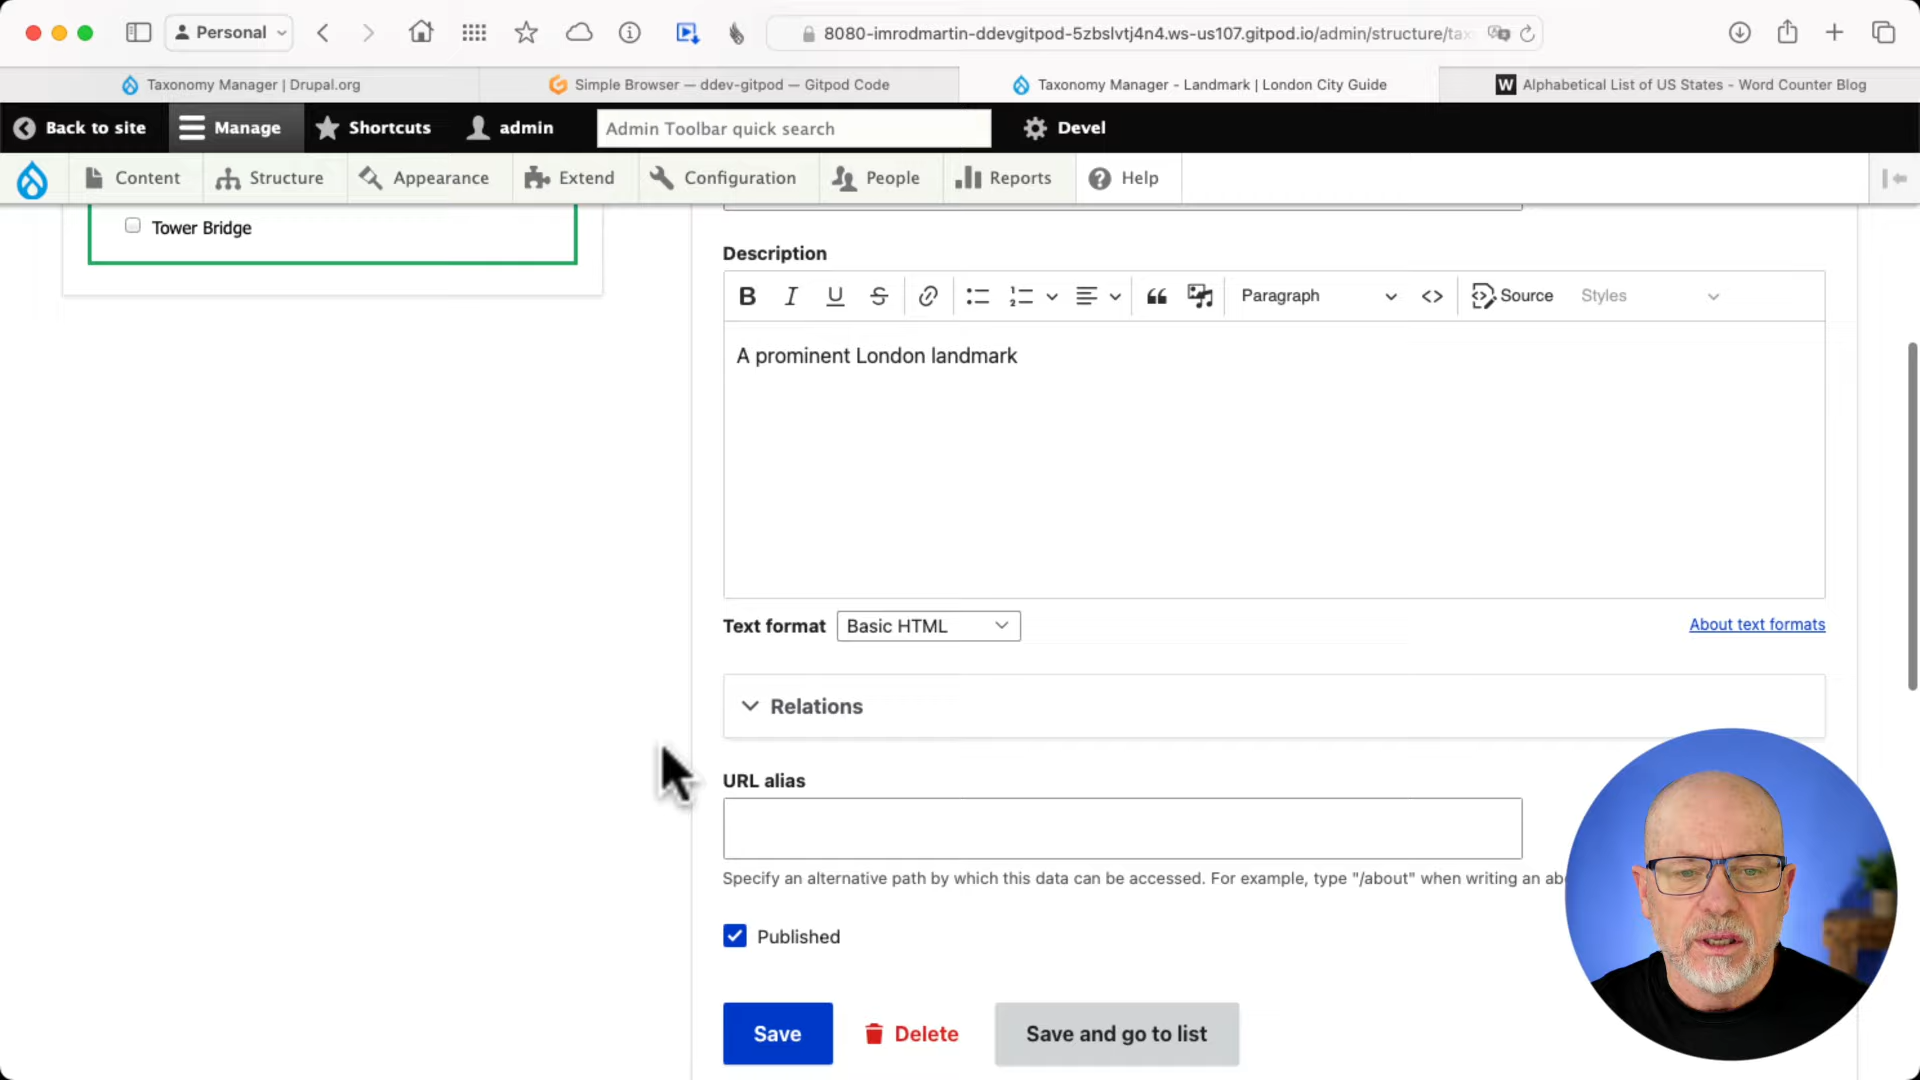 Personal
8080-imrodmartin-ddevgitpod-5zbslvtj4n4.ws-us107.gitpod.io/admin/structure/tax
Taxonomy Manager | Drupal.org
Simple Browser — ddev-gitpod — Gitpod Code
Taxonomy Manager - Landmark | London City Guide
W Alphabetical List of US States - Word Counter Blog
Back to site
Manage
Shortcuts
admin
Admin Toolbar quick search
Devel
Content
Structure
Appearance
Extend
Configuration
People
Reports
Help
Tower Bridge
Description
B I U S
Paragraph
Source
Styles
A prominent London landmark
Text format
Basic HTML
About text formats
Relations
URL alias
Specify an alternative path by which this data can be accessed. For example, type "/about" when writing an ab
Published
Save
Delete
Save and go to list